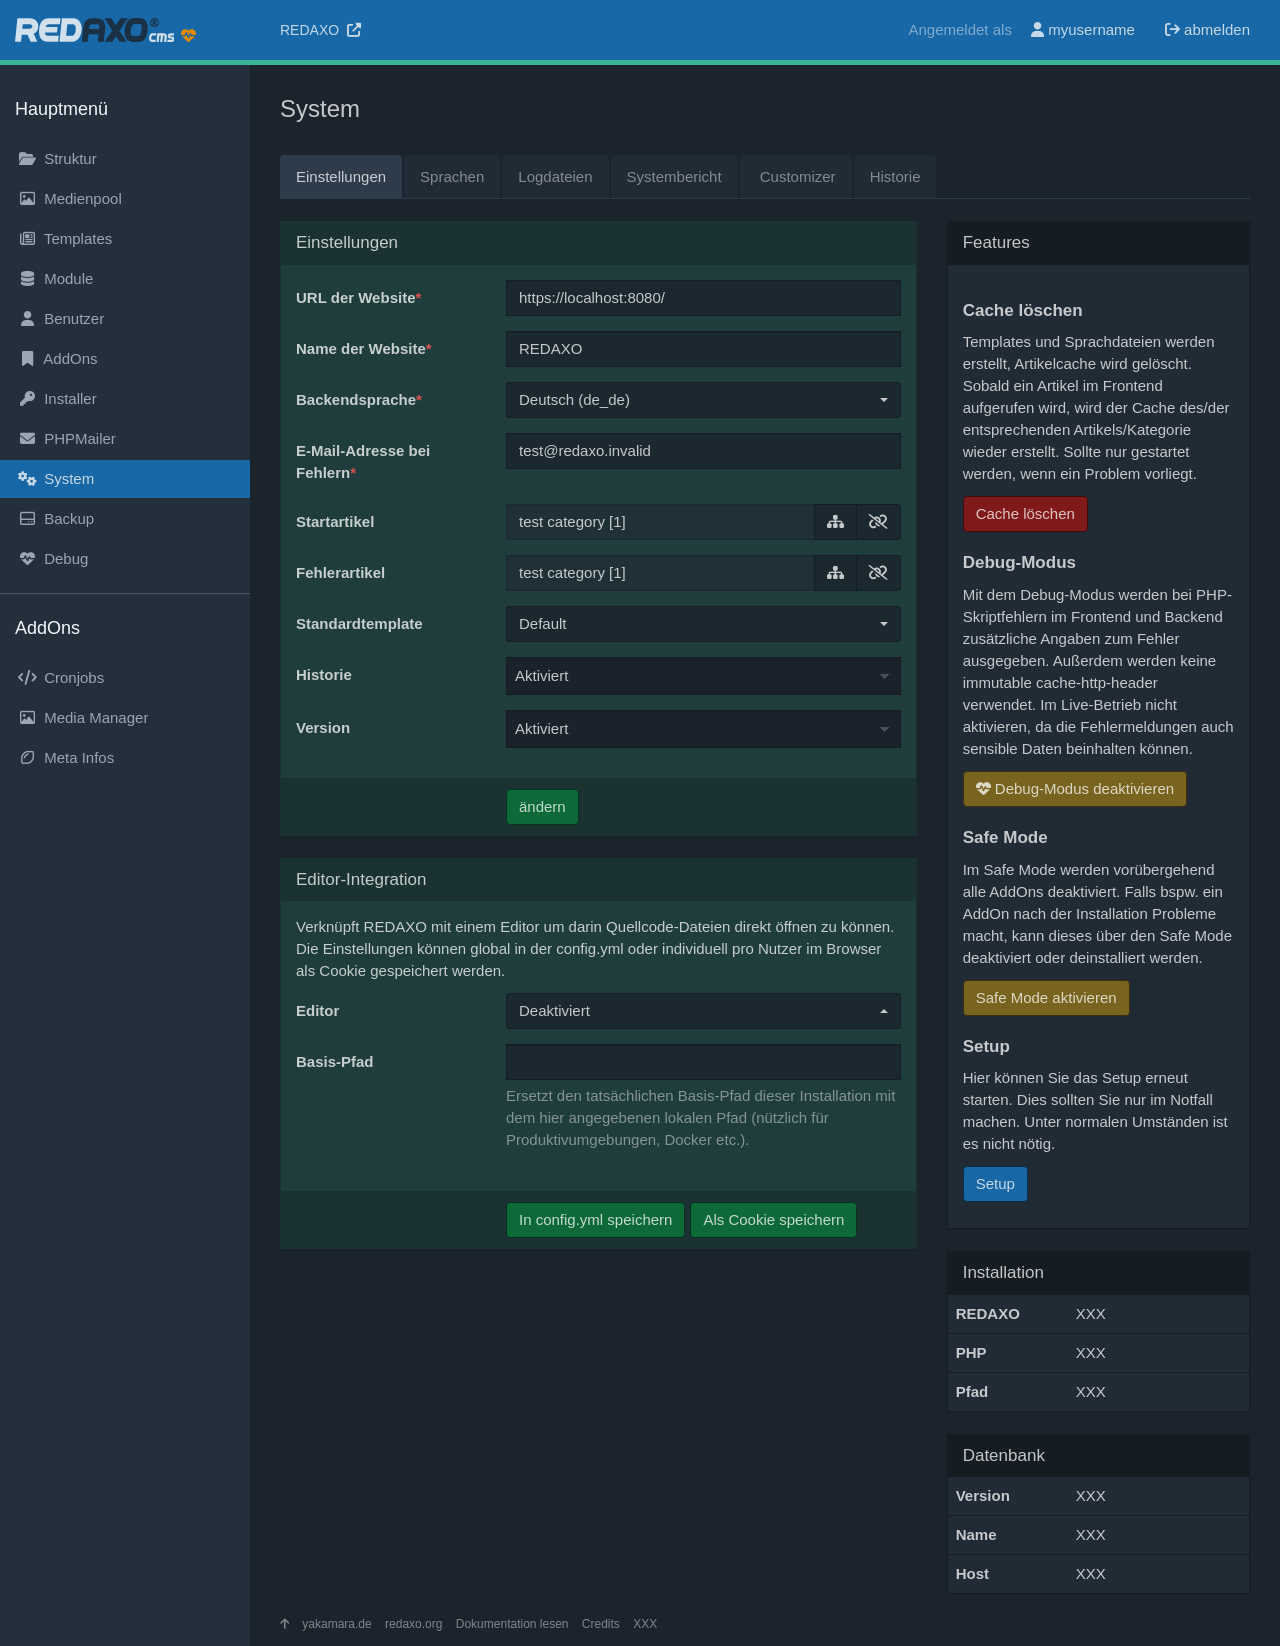 REDAXO® cms
REDAXO
Angemeldet als myusername abmelden
Hauptmenü
Struktur
Medienpool
Templates
Module
Benutzer
AddOns
Installer
PHPMailer
System
Backup
Debug
AddOns
Cronjobs
Media Manager
Meta Infos
System
Einstellungen Sprachen Logdateien Systembericht Customizer Historie
Einstellungen
URL der Website* https://localhost:8080/
Name der Website* REDAXO
Backendsprache* Deutsch (de_de)
E-Mail-Adresse bei
Fehlern*
test@redaxo.invalid
Startartikel test category [1]
Fehlerartikel test category [1]
Standardtemplate Default
Historie Aktiviert
Version Aktiviert
ändern
Editor-Integration
Verknüpft REDAXO mit einem Editor um darin Quellcode-Dateien direkt öffnen zu können.
Die Einstellungen können global in der config.yml oder individuell pro Nutzer im Browser
als Cookie gespeichert werden.
Editor Deaktiviert
Basis-Pfad
Ersetzt den tatsächlichen Basis-Pfad dieser Installation mit
dem hier angegebenen lokalen Pfad (nützlich für
Produktivumgebungen, Docker etc.).
In config.yml speichern Als Cookie speichern
Features
Cache löschen
Templates und Sprachdateien werden
erstellt, Artikelcache wird gelöscht.
Sobald ein Artikel im Frontend
aufgerufen wird, wird der Cache des/der
entsprechenden Artikels/Kategorie
wieder erstellt. Sollte nur gestartet
werden, wenn ein Problem vorliegt.
Cache löschen
Debug-Modus
Mit dem Debug-Modus werden bei PHP-
Skriptfehlern im Frontend und Backend
zusätzliche Angaben zum Fehler
ausgegeben. Außerdem werden keine
immutable cache-http-header
verwendet. Im Live-Betrieb nicht
aktivieren, da die Fehlermeldungen auch
sensible Daten beinhalten können.
Debug-Modus deaktivieren
Safe Mode
Im Safe Mode werden vorübergehend
alle AddOns deaktiviert. Falls bspw. ein
AddOn nach der Installation Probleme
macht, kann dieses über den Safe Mode
deaktiviert oder deinstalliert werden.
Safe Mode aktivieren
Setup
Hier können Sie das Setup erneut
starten. Dies sollten Sie nur im Notfall
machen. Unter normalen Umständen ist
es nicht nötig.
Setup
Installation
REDAXO XXX
PHP XXX
Pfad XXX
Datenbank
Version XXX
Name XXX
Host XXX
yakamara.de redaxo.org Dokumentation lesen Credits XXX